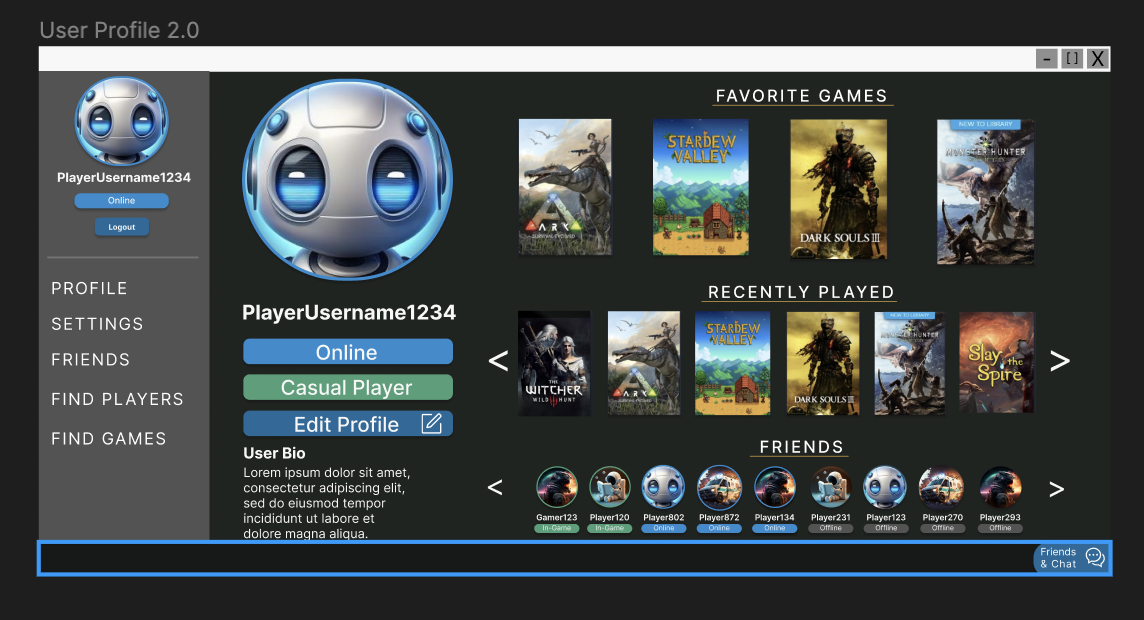 User Profile 2.0
- [ ] X
PlayerUsername1234
Online
Logout
PROFILE
SETTINGS
FRIENDS
FIND PLAYERS
FIND GAMES
PlayerUsername1234
Online
Casual Player
Edit Profile
User Bio
Lorem ipsum dolor sit amet,
consectetur adipiscing elit,
sed do eiusmod tempor
incididunt ut labore et
dolore magna aliqua.
FAVORITE GAMES
ARK
SURVIVAL EVOLVED
STARDEW
VALLEY
DARK SOULS III
NEW TO LIBRARY
MONSTER HUNTER
RECENTLY PLAYED
<
THE
WITCHER
WILD HUNT
ARK
STARDEW
VALLEY
DARK SOULS III
NEW TO LIBRARY
MONSTER HUNTER
Slay
the
Spire
>
FRIENDS
<
Gamer123 Player120 Player802 Player872 Player134 Player231 Player123 Player270 Player293
In-Game In-Game Online Online Online Offline Offline Offline Offline
>
Friends
& Chat